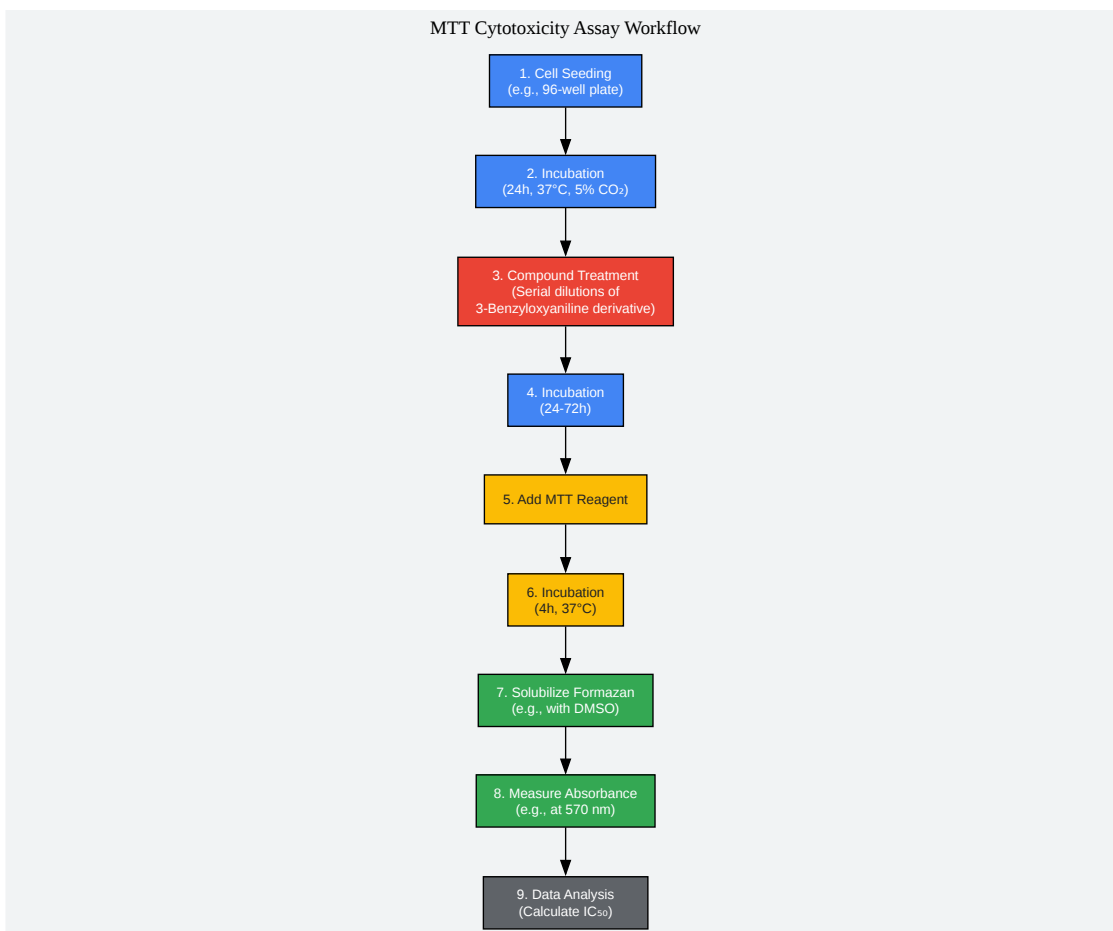 MTT Cytotoxicity Assay Workflow
1. Cell Seeding
(e.g., 96-well plate)
2. Incubation
(24h, 37°C, 5% CO₂)
3. Compound Treatment
(Serial dilutions of
3-Benzyloxyaniline derivative)
4. Incubation
(24-72h)
5. Add MTT Reagent
6. Incubation
(4h, 37°C)
7. Solubilize Formazan
(e.g., with DMSO)
8. Measure Absorbance
(e.g., at 570 nm)
9. Data Analysis
(Calculate IC₅₀)